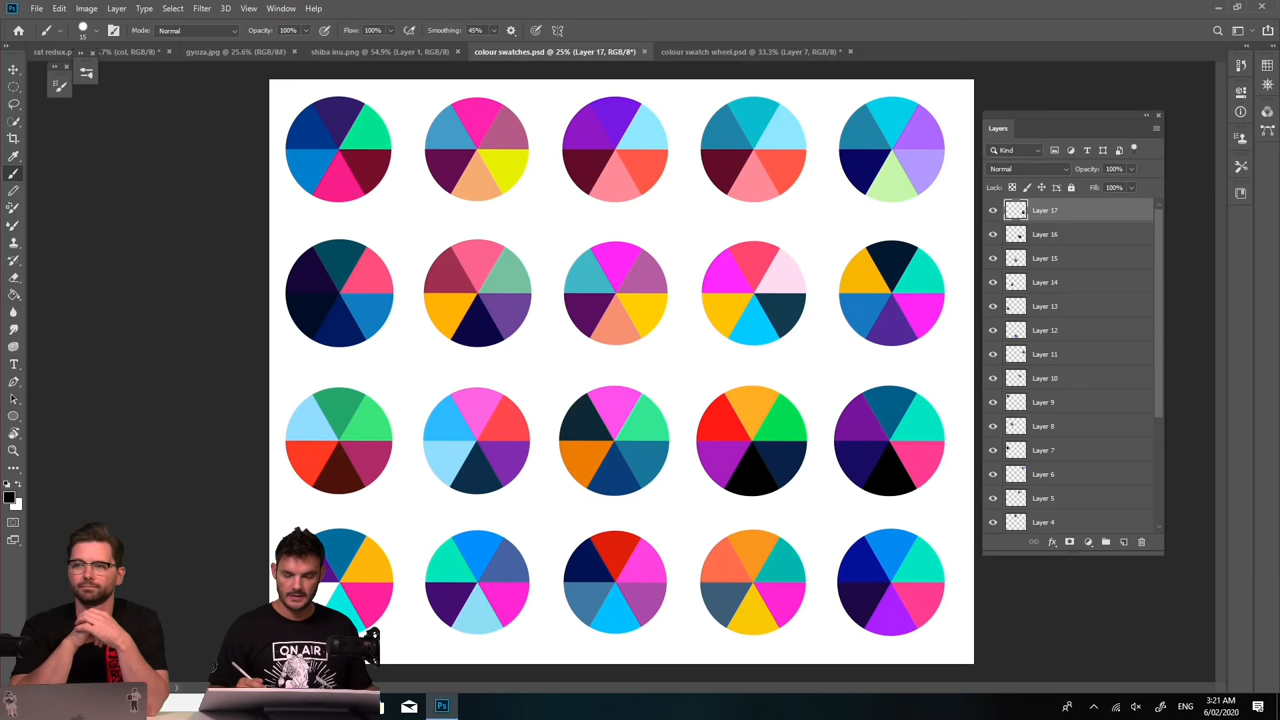 Ps File Edit Image Layer Type Select Filter 3D View Window Help
15 Mode: Normal Opacity: 100% Flow: 100% Smoothing: 45%
rat redux.p 7% (col, RGB/8) * × gyoza.jpg @ 25.6% (RGB/8#) × shiba inu.png @ 54.9% (Layer 1, RGB/8) × colour swatches.psd @ 25% (Layer 17, RGB/8*) × colour swatch wheel.psd @ 33.3% (Layer 7, RGB/8) * ×
Layers
Kind
Normal Opacity: 100%
Lock: Fill: 100%
Layer 17
Layer 16
Layer 15
Layer 14
Layer 13
Layer 12
Layer 11
Layer 10
Layer 9
Layer 8
Layer 7
Layer 6
Layer 5
Layer 4
fx
ON AIR
Ps
ENG
3:21 AM
6/02/2020